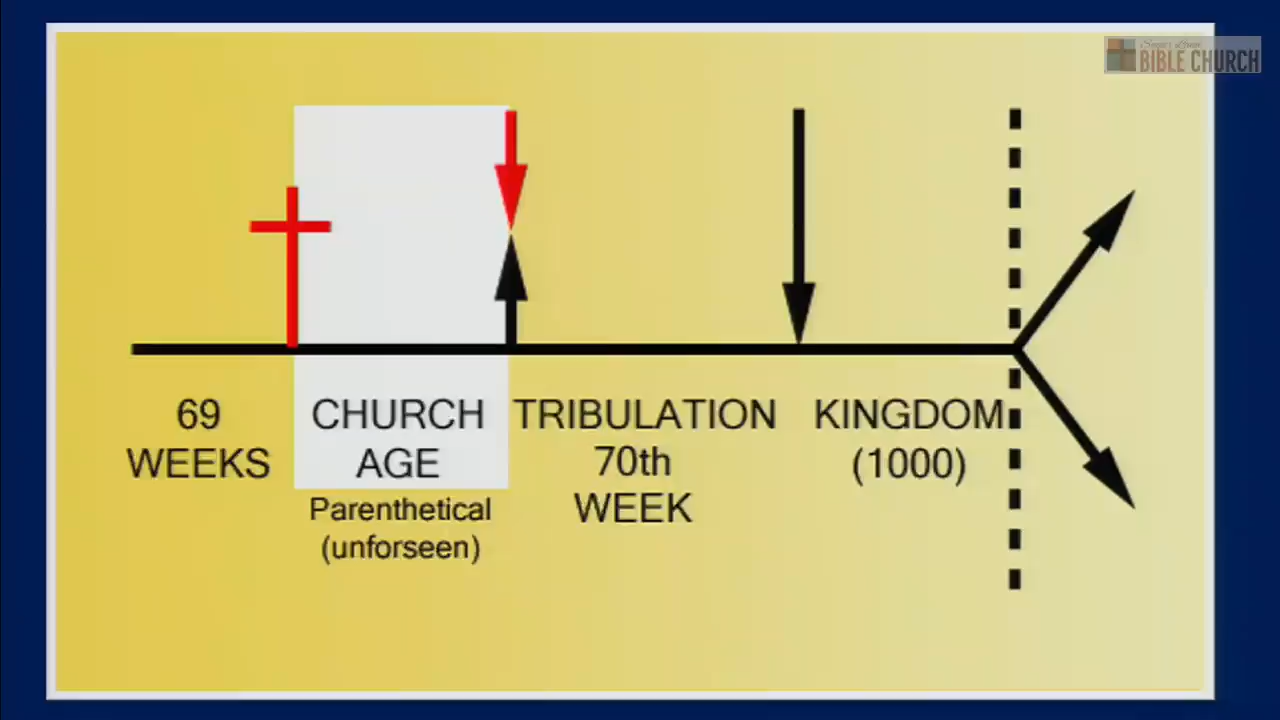 BIBLE CHURCH
69
WEEKS
CHURCH
AGE
Parenthetical
(unforseen)
TRIBULATION
70th
WEEK
KINGDOM
(1000)